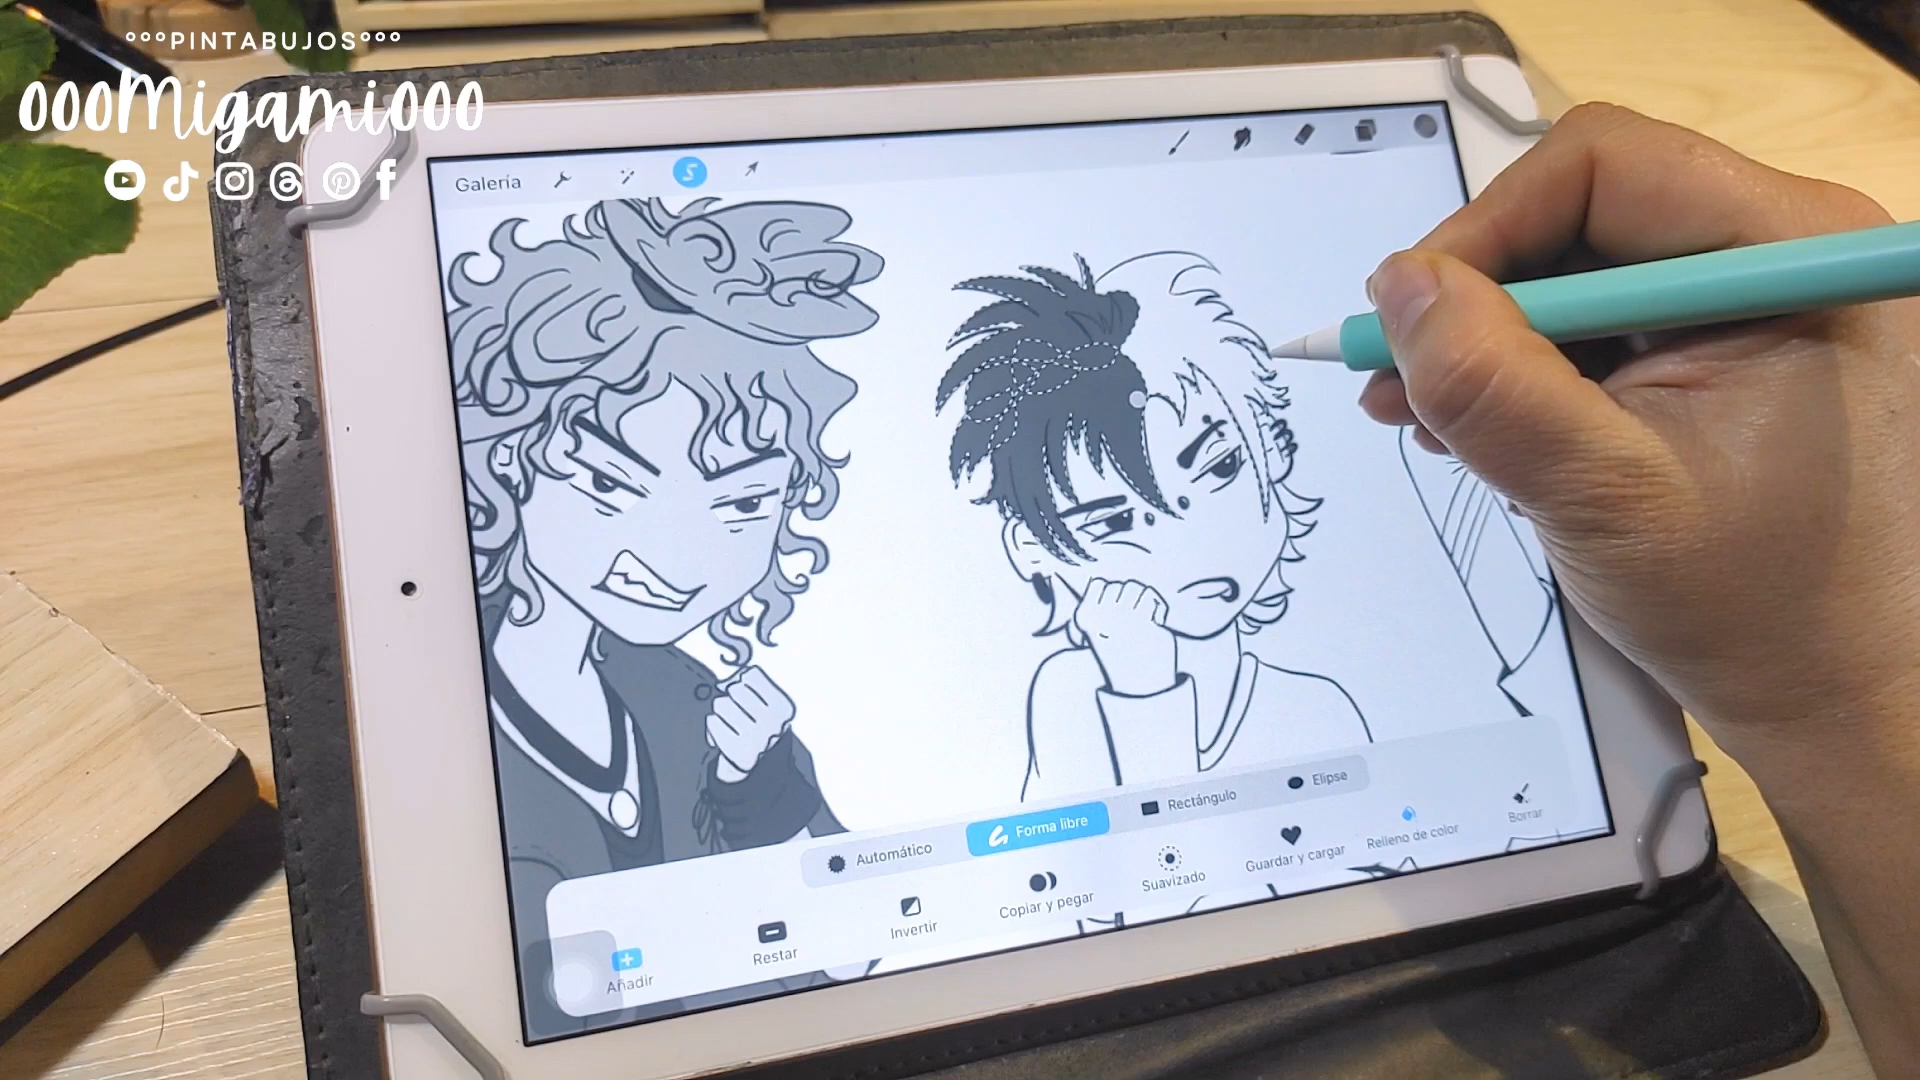 °°°PINTABUJOS°°°
oooMigamiooo
Galería
Automático
Forma libre
Rectángulo
Elipse
Añadir
Restar
Invertir
Copiar y pegar
Suavizado
Guardar y cargar
Relleno de color
Borrar